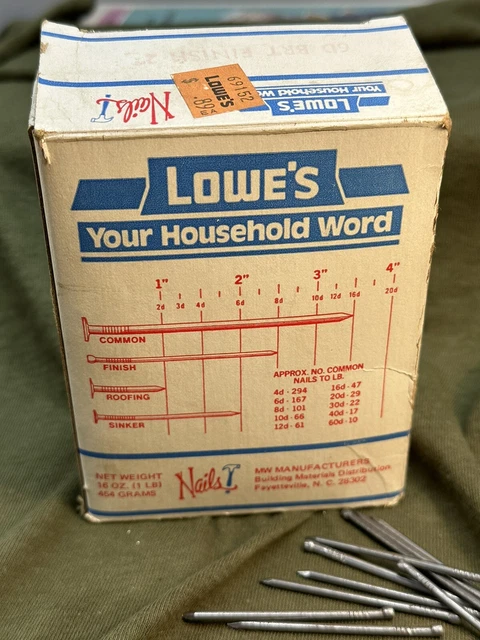 6D BRT FINISH 2"
69152
LOWE'S
$ .89
Nails
LOWE'S
Your Household Wo
LOWE'S
Your Household Word
1" 2" 3" 4"
2d 3d 4d 6d 8d 10d 12d 16d 20d
COMMON
FINISH
ROOFING
SINKER
APPROX. NO. COMMON
NAILS TO LB.
4d - 294 16d - 47
6d - 167 20d - 29
8d - 101 30d - 22
10d - 66 40d - 17
12d - 61 60d - 10
NET WEIGHT
16 OZ. (1 LB)
454 GRAMS
Nails
MW MANUFACTURERS
Building Materials Distribution
Fayetteville, N. C. 28302